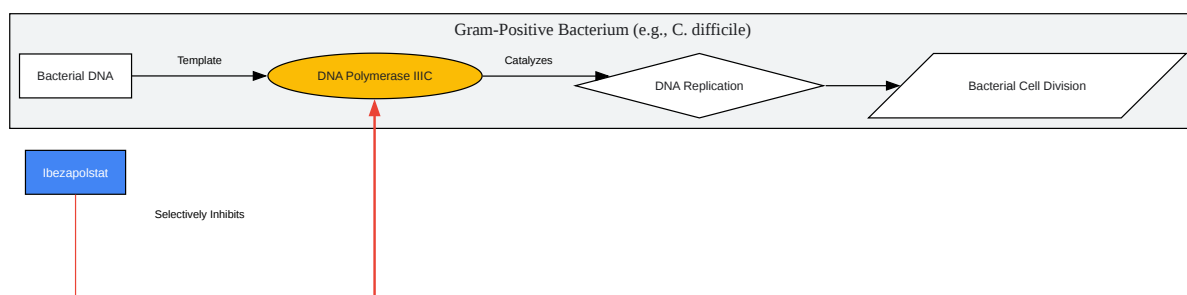 Gram-Positive Bacterium (e.g., C. difficile)
Bacterial DNA
Template
DNA Polymerase IIIC
Catalyzes
DNA Replication
Bacterial Cell Division
Ibezapolstat
Selectively Inhibits